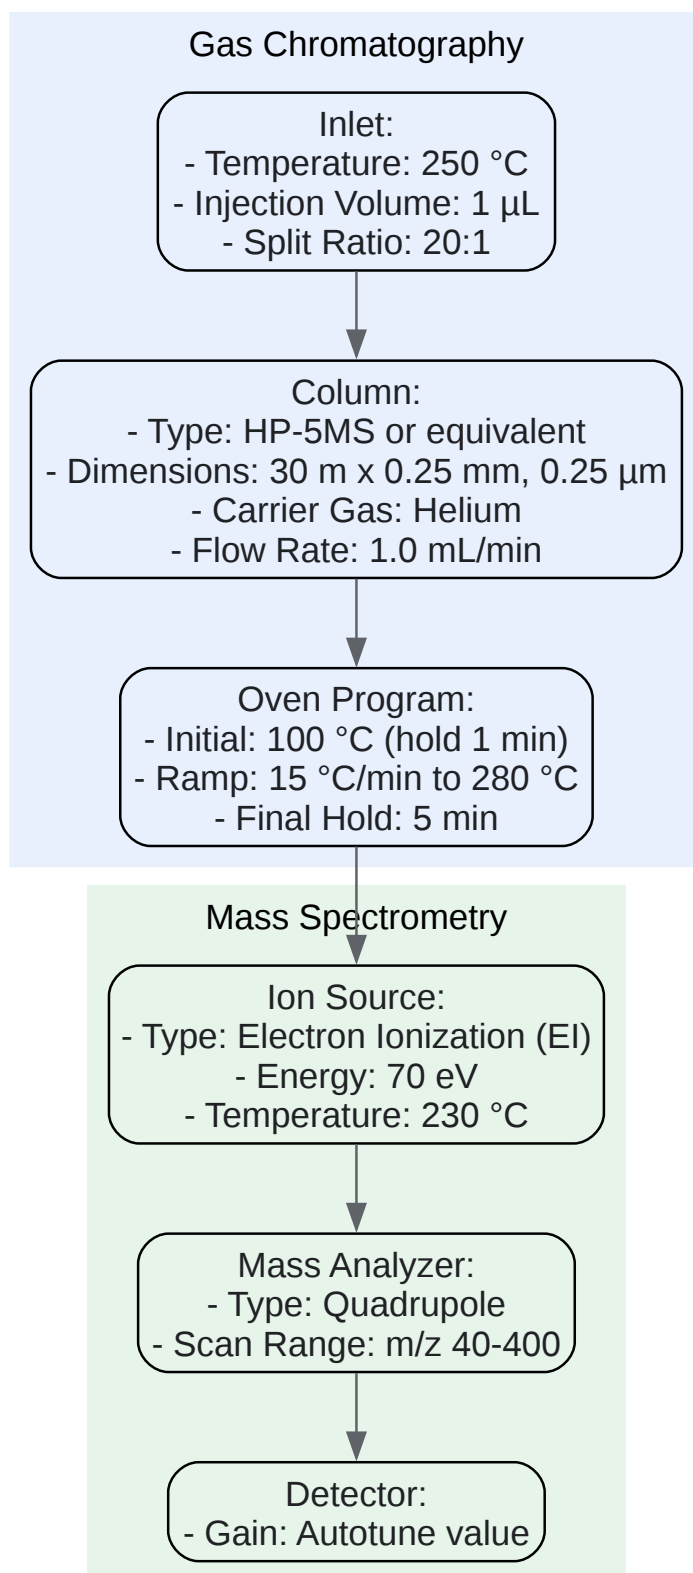 Gas Chromatography
Inlet:
- Temperature: 250 °C
- Injection Volume: 1 µL
- Split Ratio: 20:1
Column:
- Type: HP-5MS or equivalent
- Dimensions: 30 m x 0.25 mm, 0.25 µm
- Carrier Gas: Helium
- Flow Rate: 1.0 mL/min
Oven Program:
- Initial: 100 °C (hold 1 min)
- Ramp: 15 °C/min to 280 °C
- Final Hold: 5 min
Mass Spectrometry
Ion Source:
- Type: Electron Ionization (EI)
- Energy: 70 eV
- Temperature: 230 °C
Mass Analyzer:
- Type: Quadrupole
- Scan Range: m/z 40-400
Detector:
- Gain: Autotune value